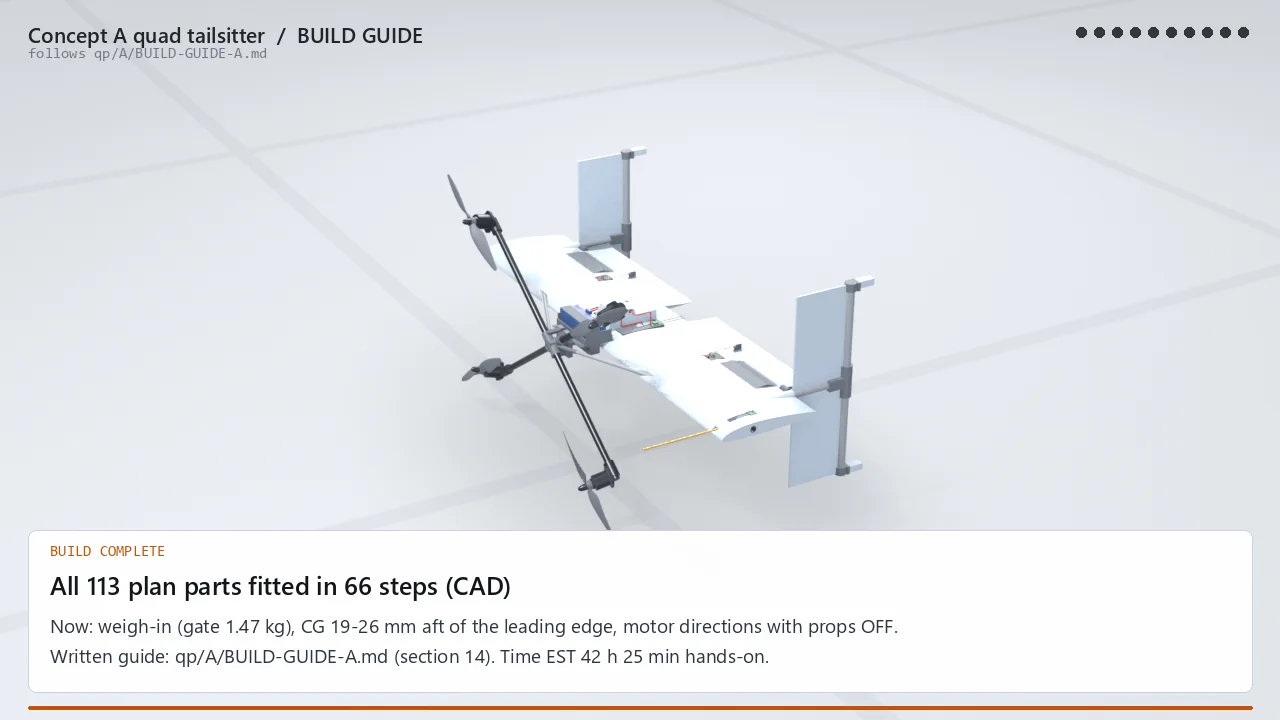 Concept A quad tailsitter / BUILD GUIDE
follows qp/A/BUILD-GUIDE-A.md
BUILD COMPLETE
All 113 plan parts fitted in 66 steps (CAD)
Now: weigh-in (gate 1.47 kg), CG 19-26 mm aft of the leading edge, motor directions with props OFF.
Written guide: qp/A/BUILD-GUIDE-A.md (section 14). Time EST 42 h 25 min hands-on.